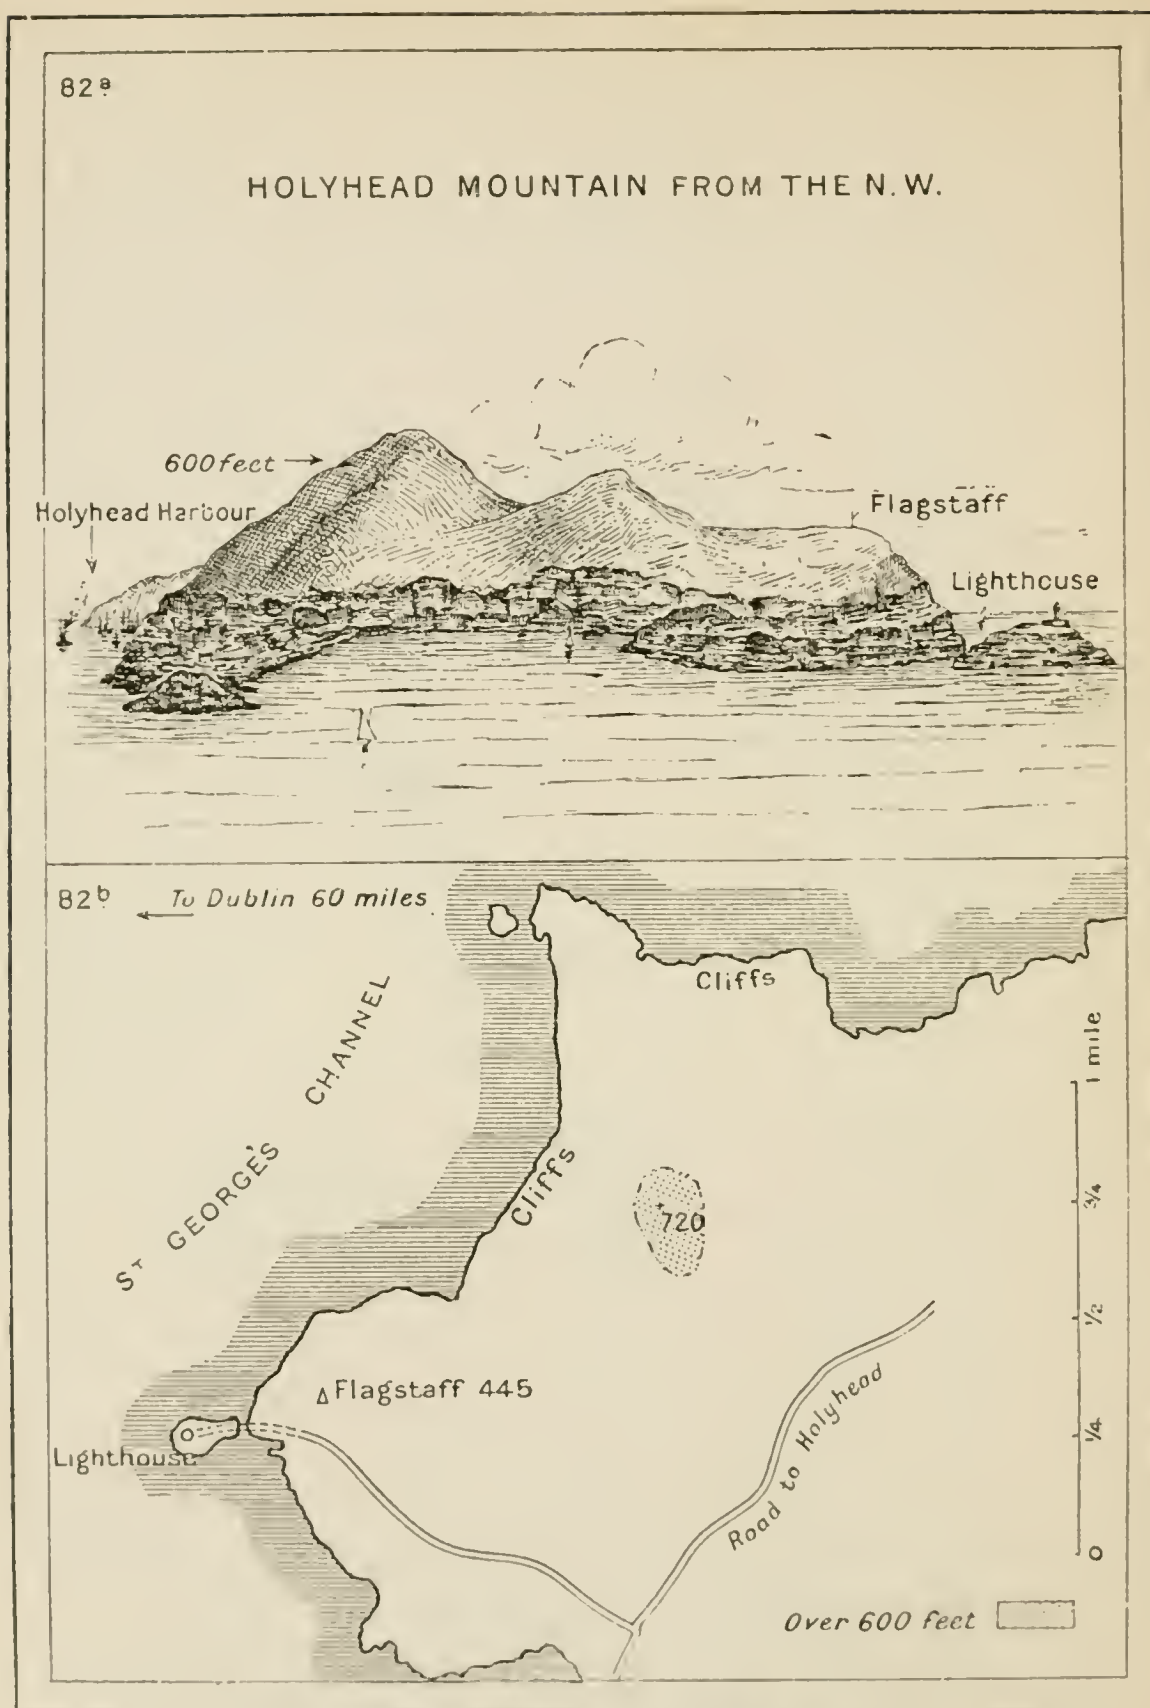 82ª
HOLYHEAD MOUNTAIN FROM THE N.W.
600 feet
Holyhead Harbour
Flagstaff
Lighthouse
82ᵇ
To Dublin 60 miles
Cliffs
ST GEORGE'S CHANNEL
Cliffs
720
1 mile
3/4
1/2
1/4
0
Flagstaff 445
Lighthouse
Road to Holyhead
Over 600 feet